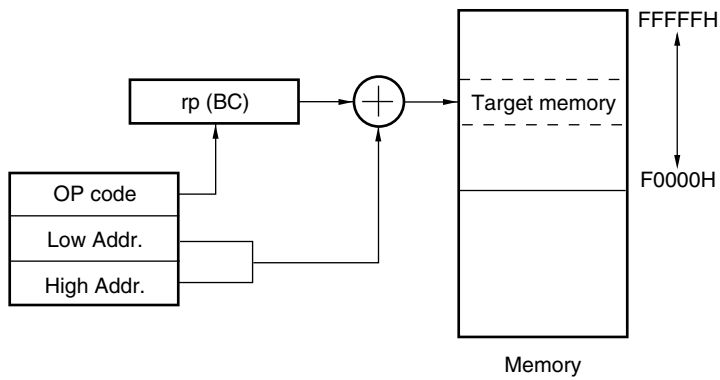 FFFFFH
rp (BC)
Target memory
OP code
F0000H
Low Addr.
High Addr.
Memory